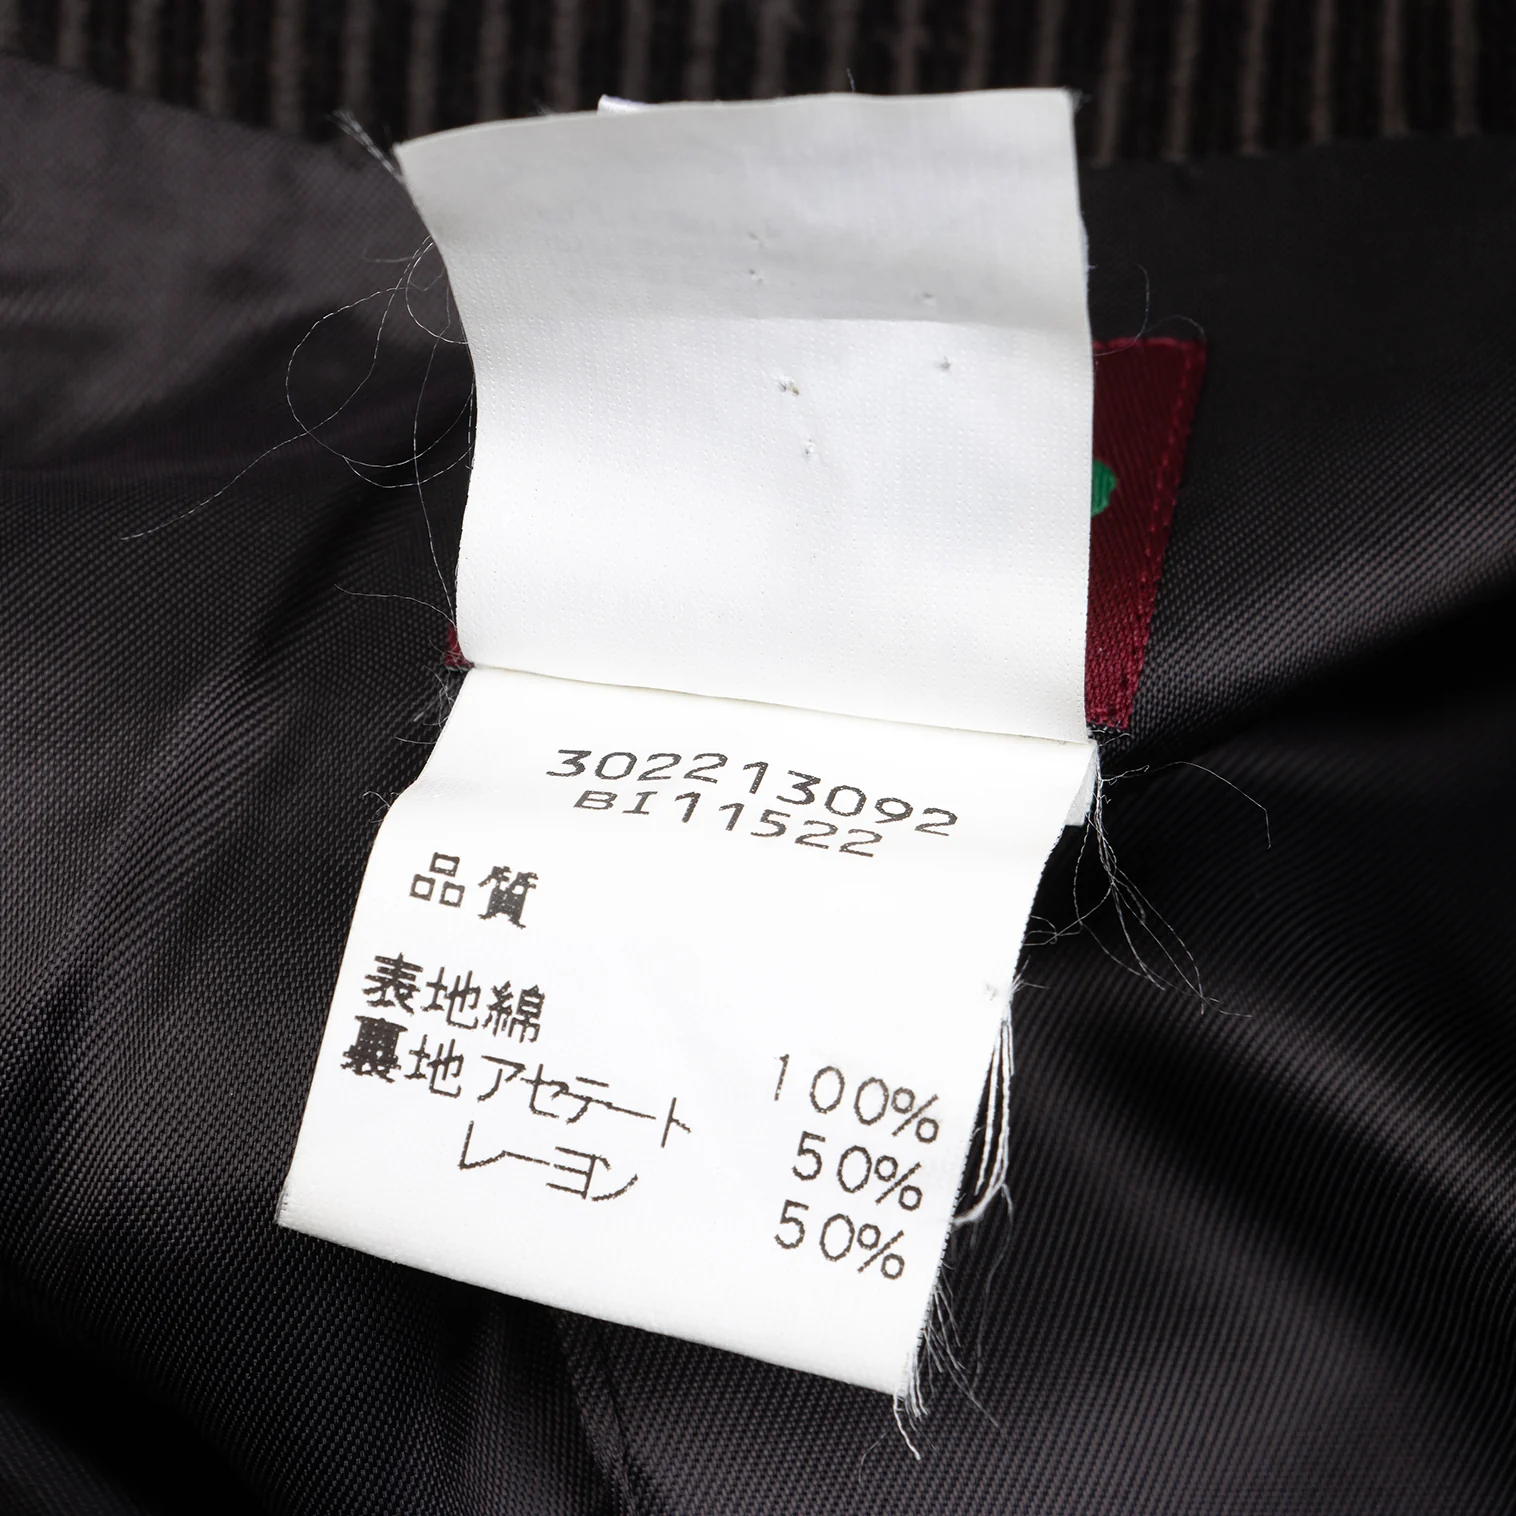 302213092
BI11522
品質
表地綿 100%
裏地アセテート 50%
レーヨン 50%